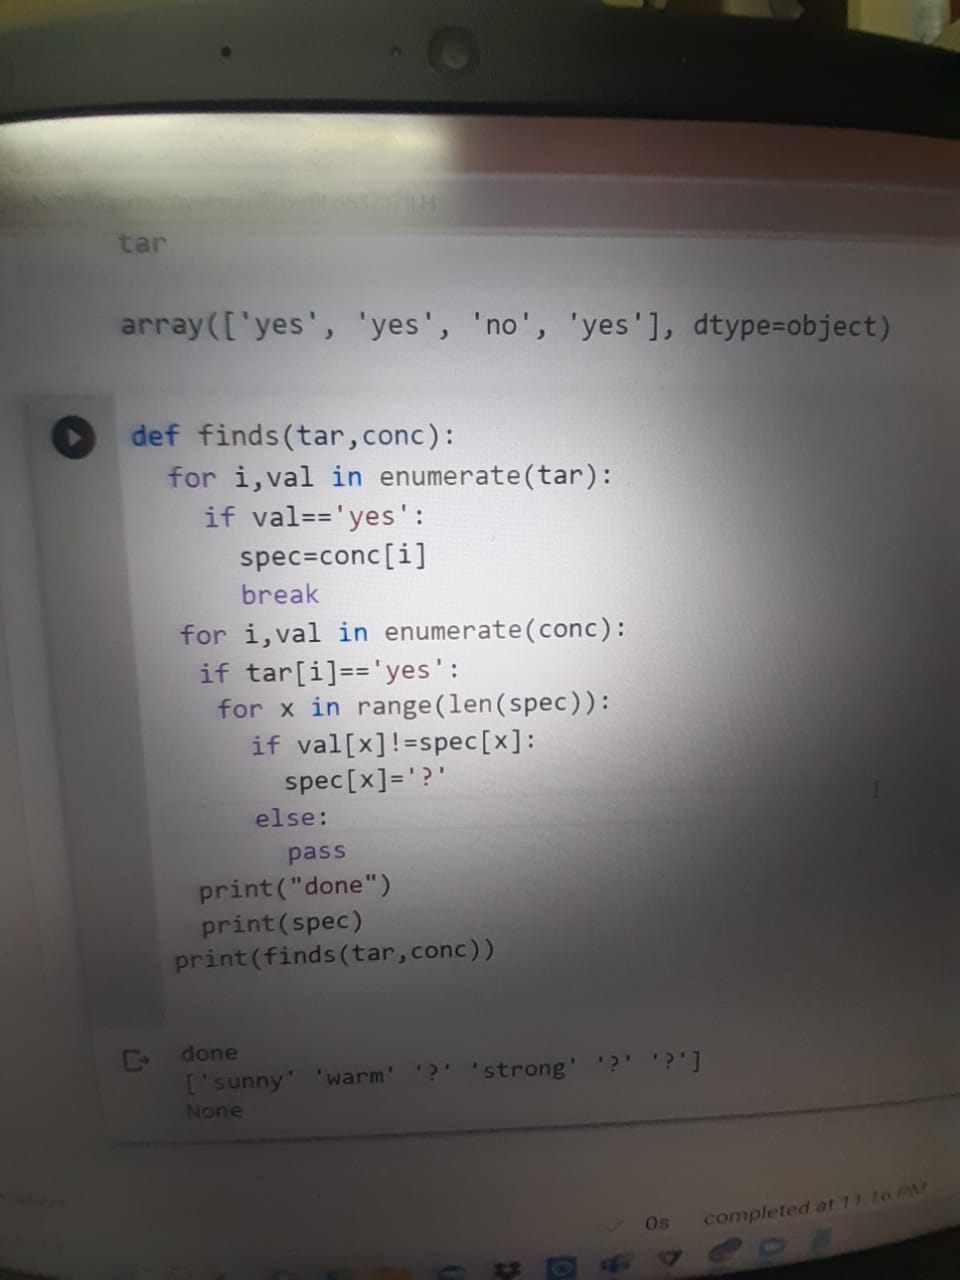 tar
array(['yes', 'yes', 'no', 'yes'], dtype=object)
def finds(tar,conc):
for i,val in enumerate(tar):
if val=='yes':
spec=conc[i]
break
for i,val in enumerate(conc):
if tar[i]=='yes':
for x in range(len(spec)):
if val[x]!=spec[x]:
spec[x]='?'
else:
pass
print("done")
print(spec)
print(finds(tar,conc))
done
['sunny' 'warm' '?' 'strong' '?' '?']
None
0s completed at 11:16 PM